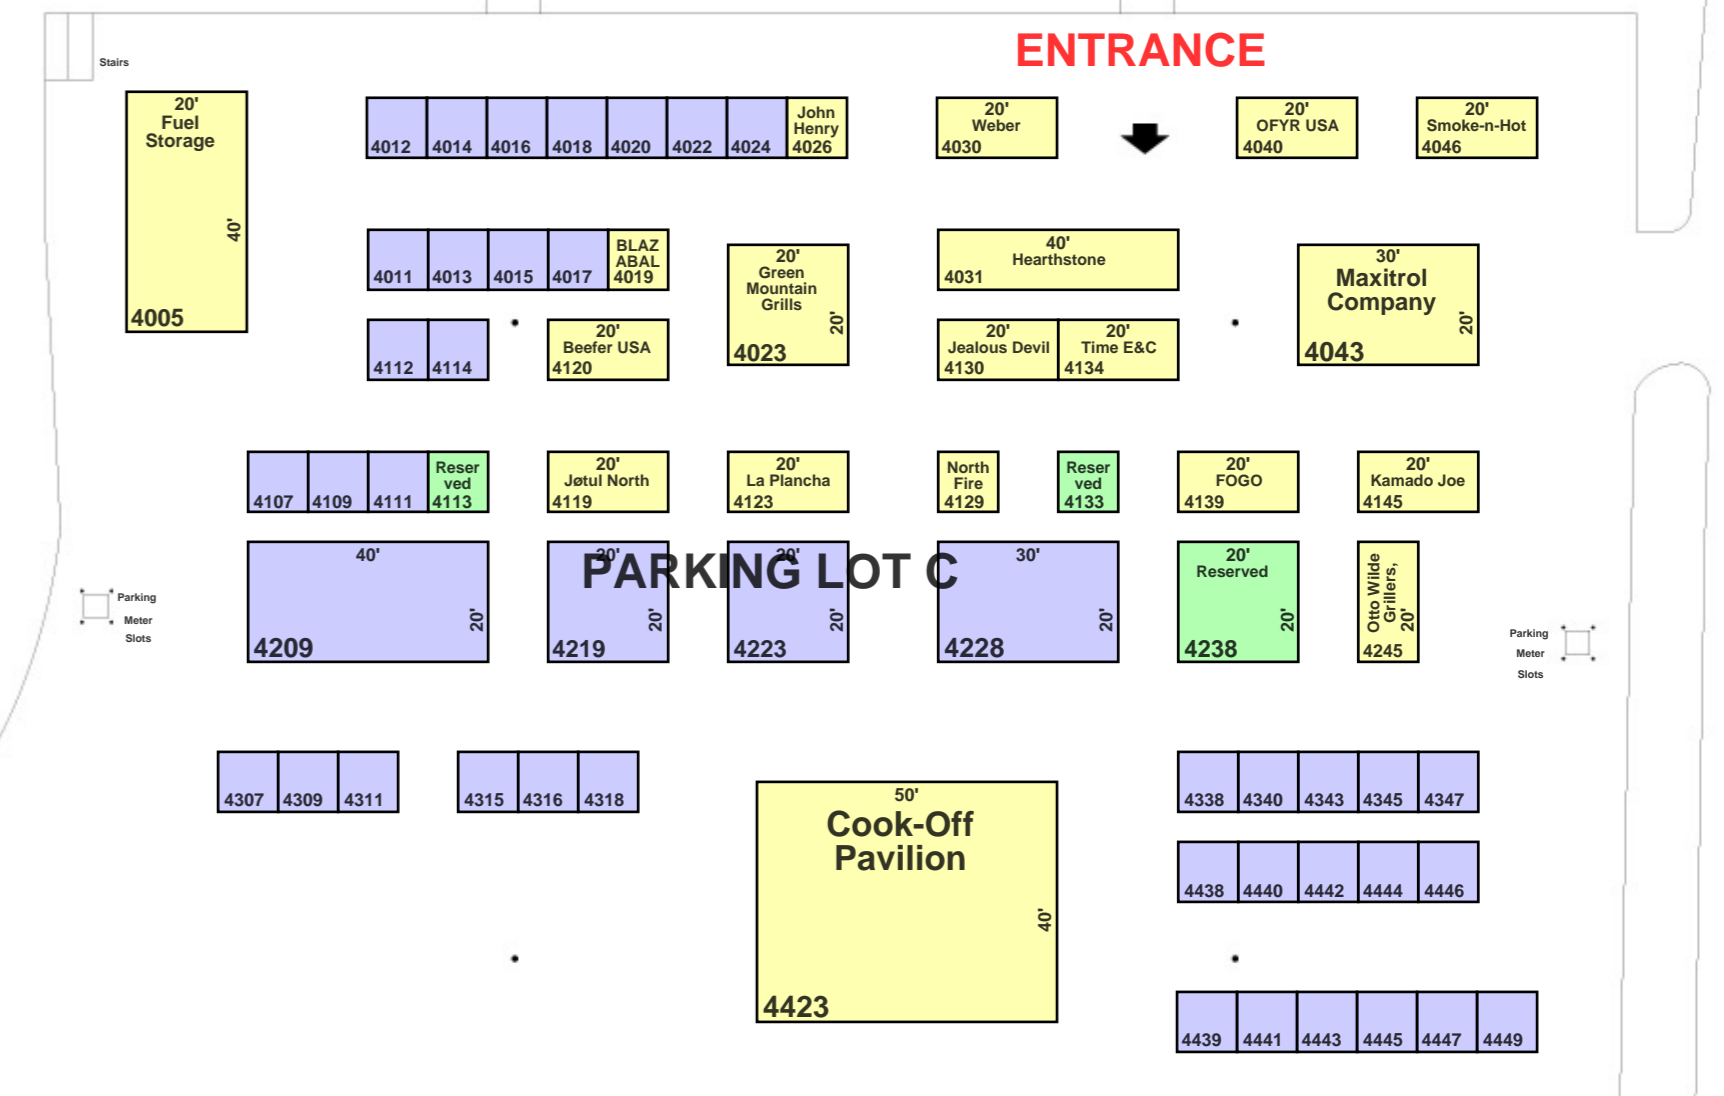 ENTRANCE
Stairs
20'
Fuel
Storage
40'
4005
4012
4014
4016
4018
4020
4022
4024
John
Henry
4026
20'
Weber
4030
20'
OFYR USA
4040
20'
Smoke-n-Hot
4046
4011
4013
4015
4017
BLAZ
ABAL
4019
20'
Green
Mountain
Grills
20'
4023
40'
Hearthstone
4031
30'
Maxitrol
Company
20'
4043
4112
4114
20'
Beefer USA
4120
20'
Jealous Devil
4130
20'
Time E&C
4134
4107
4109
4111
Reser
ved
4113
20'
Jøtul North
4119
20'
La Plancha
4123
North
Fire
4129
Reser
ved
4133
20'
FOGO
4139
20'
Kamado Joe
4145
PARKING LOT C
40'
20'
4209
20'
20'
4219
20'
20'
4223
30'
20'
4228
20'
Reserved
20'
4238
Otto Wilde
Grillers,
20'
4245
Parking
Meter
Slots
Parking
Meter
Slots
4307
4309
4311
4315
4316
4318
50'
Cook-Off
Pavilion
40'
4423
4338
4340
4343
4345
4347
4438
4440
4442
4444
4446
4439
4441
4443
4445
4447
4449